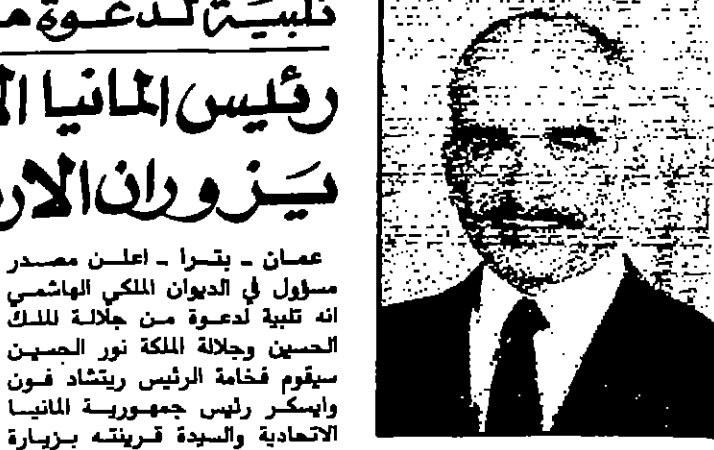 تلبية لدعوة
رئيس المانيا
يزوران
عمان - بترا - اعلن مصدر
مسؤول في الديوان الملكي الهاشمي
انه تلبية لدعوة من جلالة الملك
الحسين وجلالة الملكة نور الحسين
سيقوم فخامة الرئيس ريتشاد فون
وايسكر رئيس جمهورية المانيا
الاتحادية والسيدة قرينته بزيارة